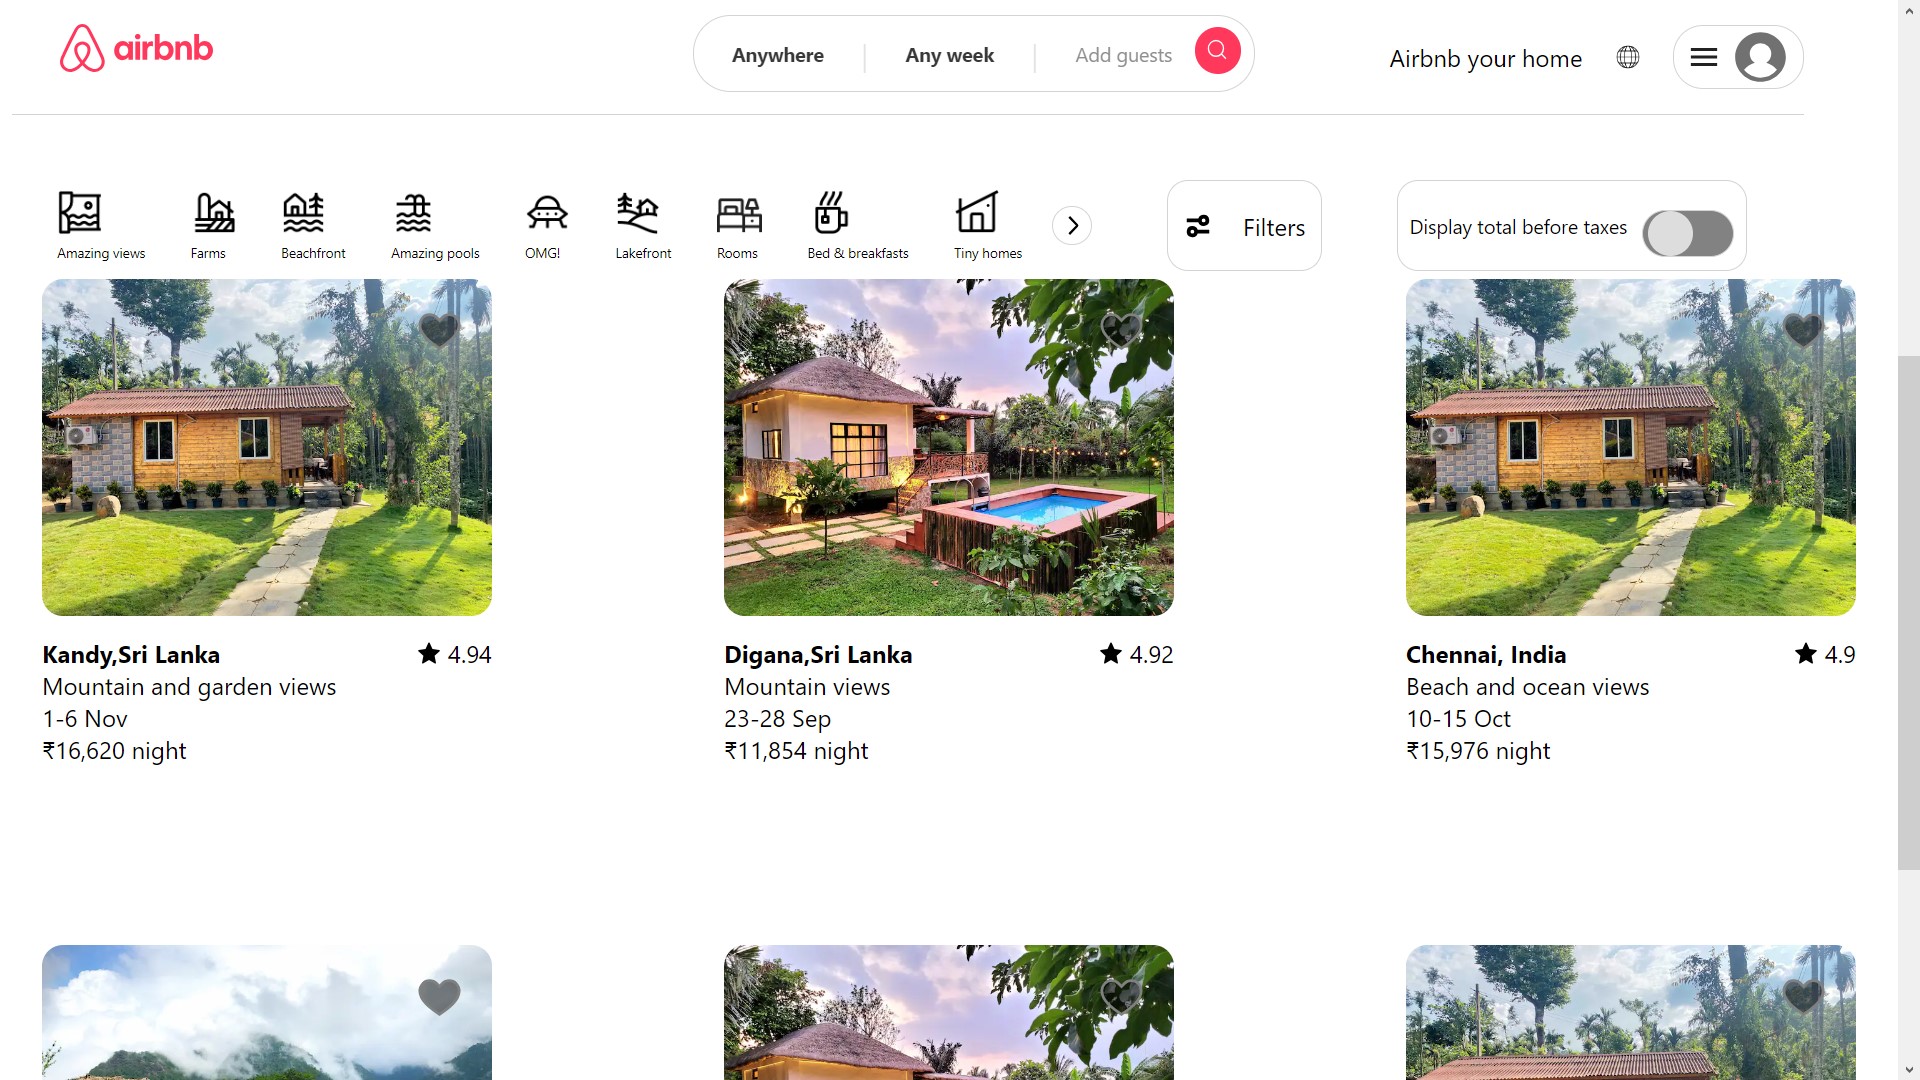 airbnb
Anywhere
Any week
Add guests
Airbnb your home
Amazing views
Farms
Beachfront
Amazing pools
OMG!
Lakefront
Rooms
Bed & breakfasts
Tiny homes
Filters
Display total before taxes
Kandy,Sri Lanka
4.94
Mountain and garden views
1-6 Nov
₹16,620 night
Digana,Sri Lanka
4.92
Mountain views
23-28 Sep
₹11,854 night
Chennai, India
4.9
Beach and ocean views
10-15 Oct
₹15,976 night